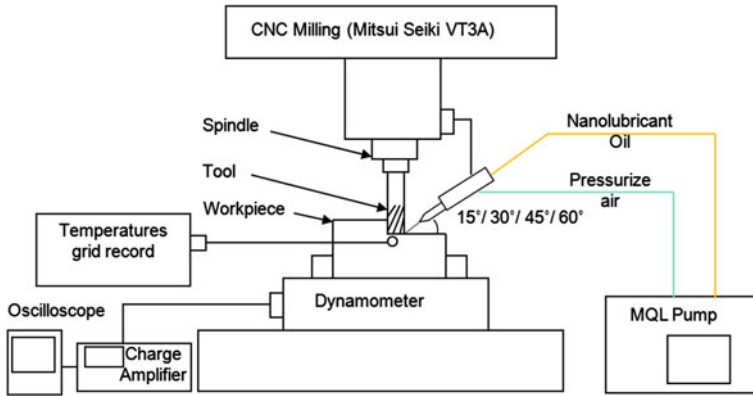 CNC Milling (Mitsui Seiki VT3A)
Spindle
Tool
Workpiece
Nanolubricant
Oil
Pressurize
air
15°/ 30°/ 45°/ 60°
Temperatures
grid record
Dynamometer
Oscilloscope
Charge
Amplifier
MQL Pump